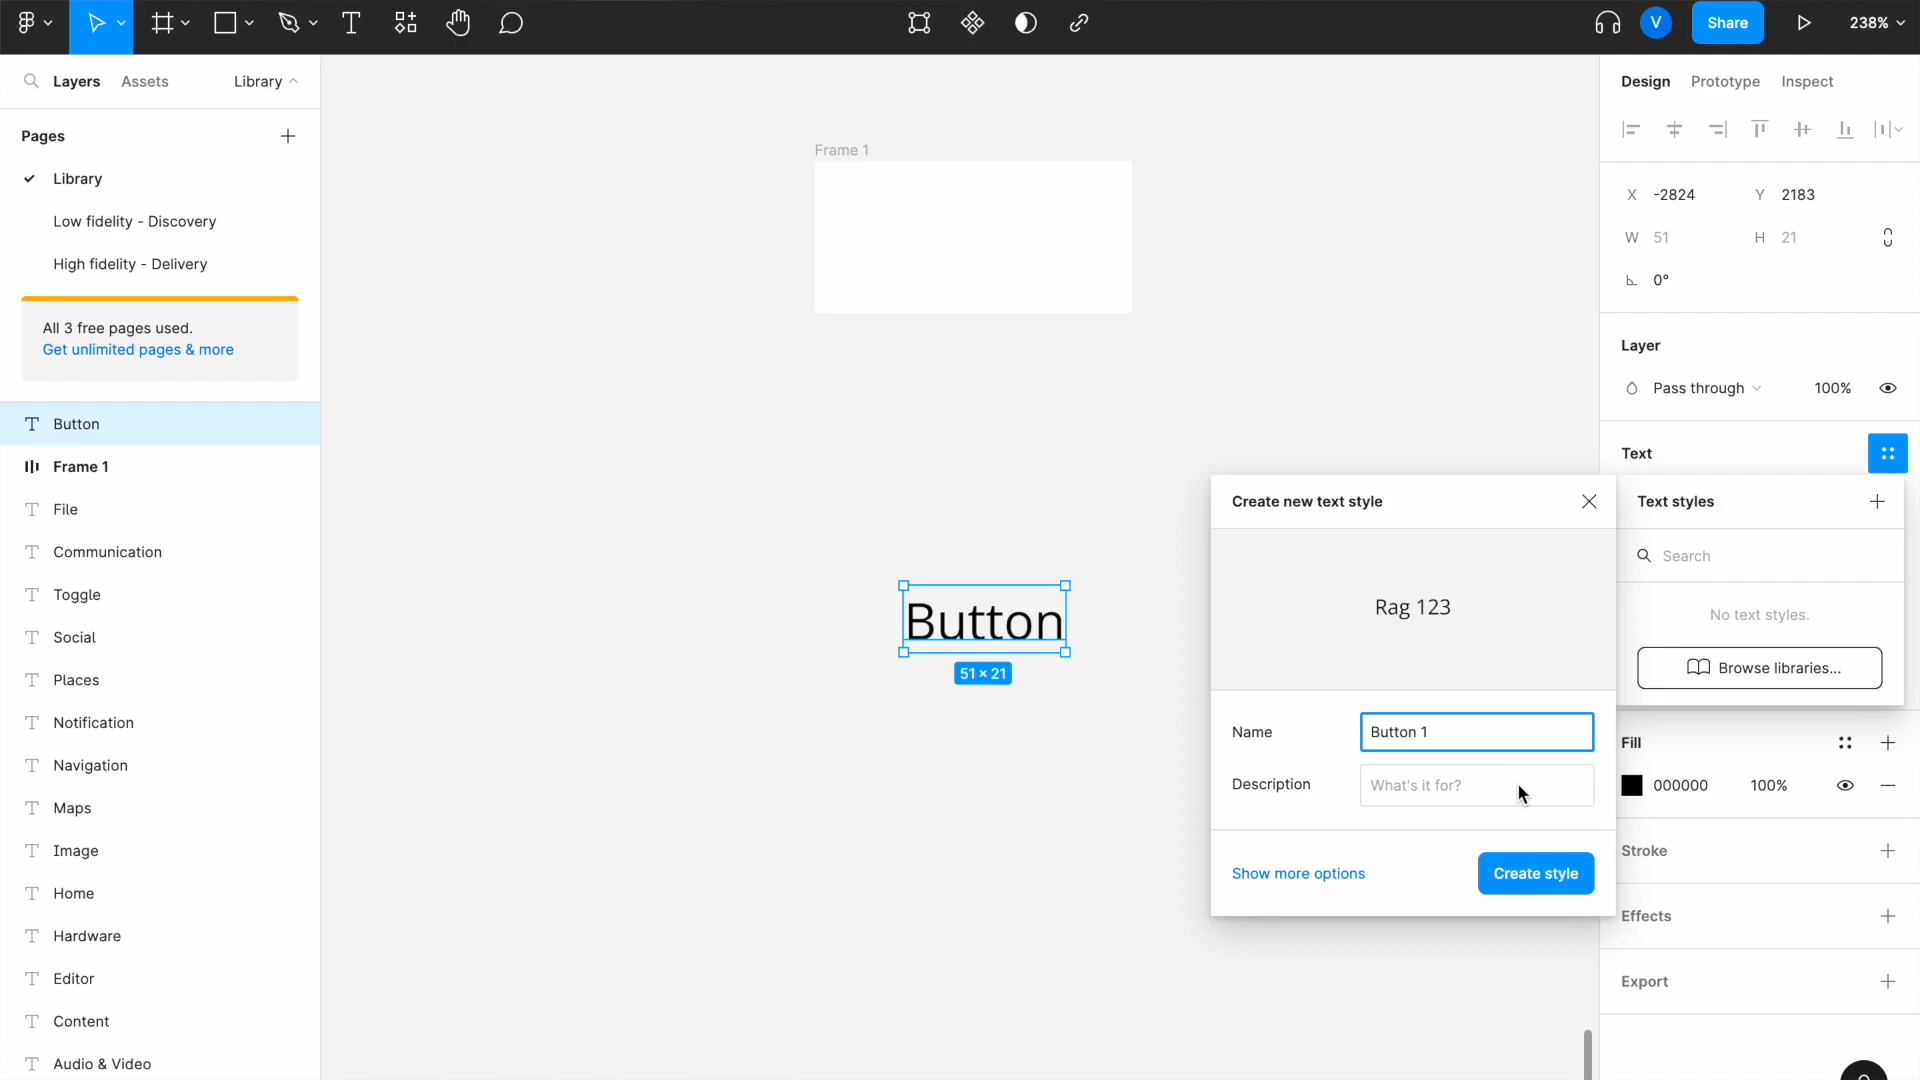 V
Share
238%
Layers
Assets
Library
Pages
Library
Low fidelity - Discovery
High fidelity - Delivery
All 3 free pages used.
Get unlimited pages & more
Button
Frame 1
File
Communication
Toggle
Social
Places
Notification
Navigation
Maps
Image
Home
Hardware
Editor
Content
Audio & Video
Frame 1
Button
51 × 21
Create new text style
Rag 123
Name
Button 1
Description
What's it for?
Show more options
Create style
Design
Prototype
Inspect
X -2824
Y 2183
W 51
H 21
0°
Layer
Pass through
100%
Text
Text styles
Search
No text styles.
Browse libraries...
Fill
000000
100%
Stroke
Effects
Export